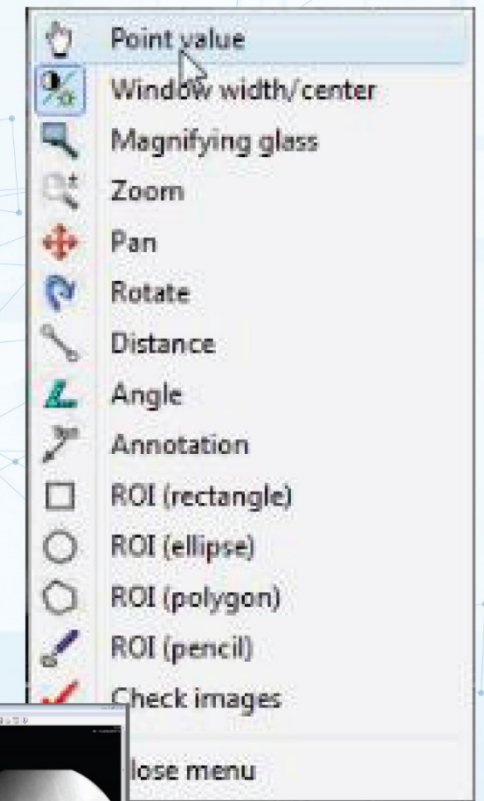 Point value
Window width/center
Magnifying glass
Zoom
Pan
Rotate
Distance
Angle
Annotation
ROI (rectangle)
ROI (ellipse)
ROI (polygon)
ROI (pencil)
Check images
lose menu